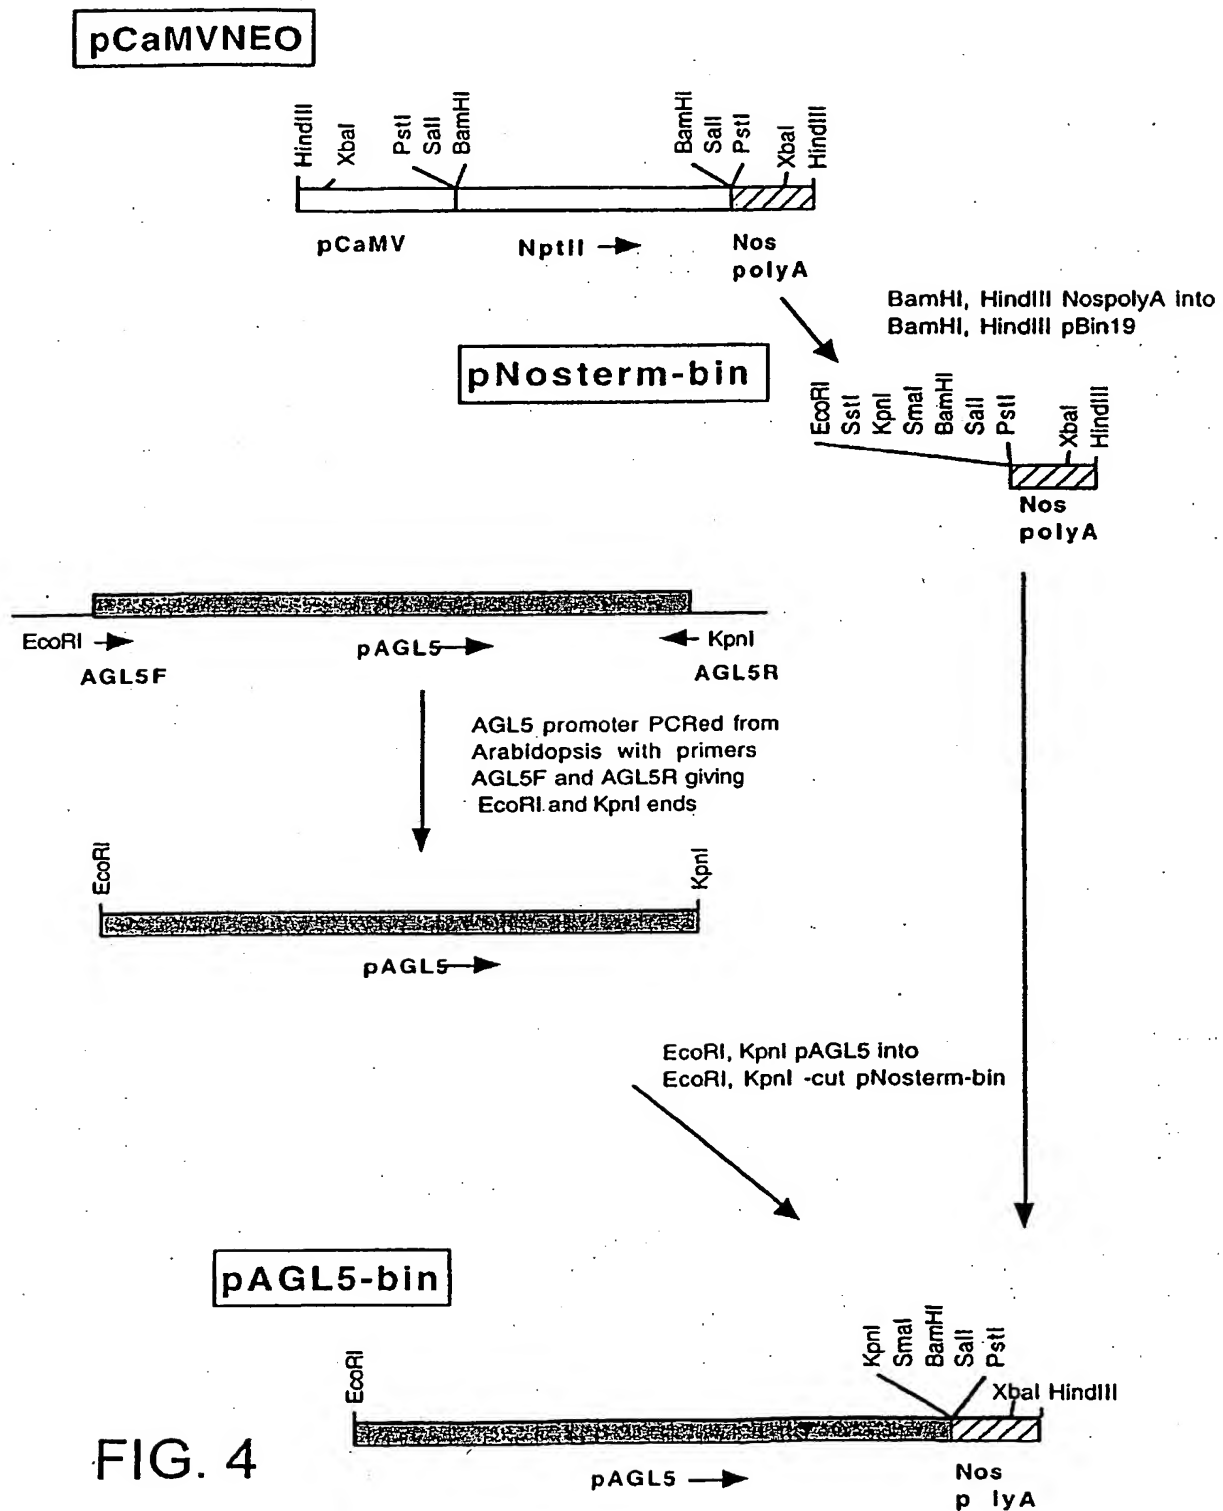 pCaMVNEO
HindIII
XbaI
PstI
SalI
BamHI
BamHI
SalI
PstI
XbaI
HindIII
pCaMV
NptII
Nos
polyA
BamHI, HindIII NospolyA into
BamHI, HindIII pBin19
pNosterm-bin
EcoRI
SstI
KpnI
SmaI
BamHI
SalI
PstI
XbaI
HindIII
Nos
polyA
EcoRI
AGL5F
pAGL5
KpnI
AGL5R
AGL5 promoter PCRed from
Arabidopsis with primers
AGL5F and AGL5R giving
EcoRI and KpnI ends
EcoRI
KpnI
pAGL5
EcoRI, KpnI pAGL5 into
EcoRI, KpnI -cut pNosterm-bin
pAGL5-bin
EcoRI
KpnI
SmaI
BamHI
SalI
PstI
XbaI HindIII
pAGL5
Nos
p lyA
FIG. 4